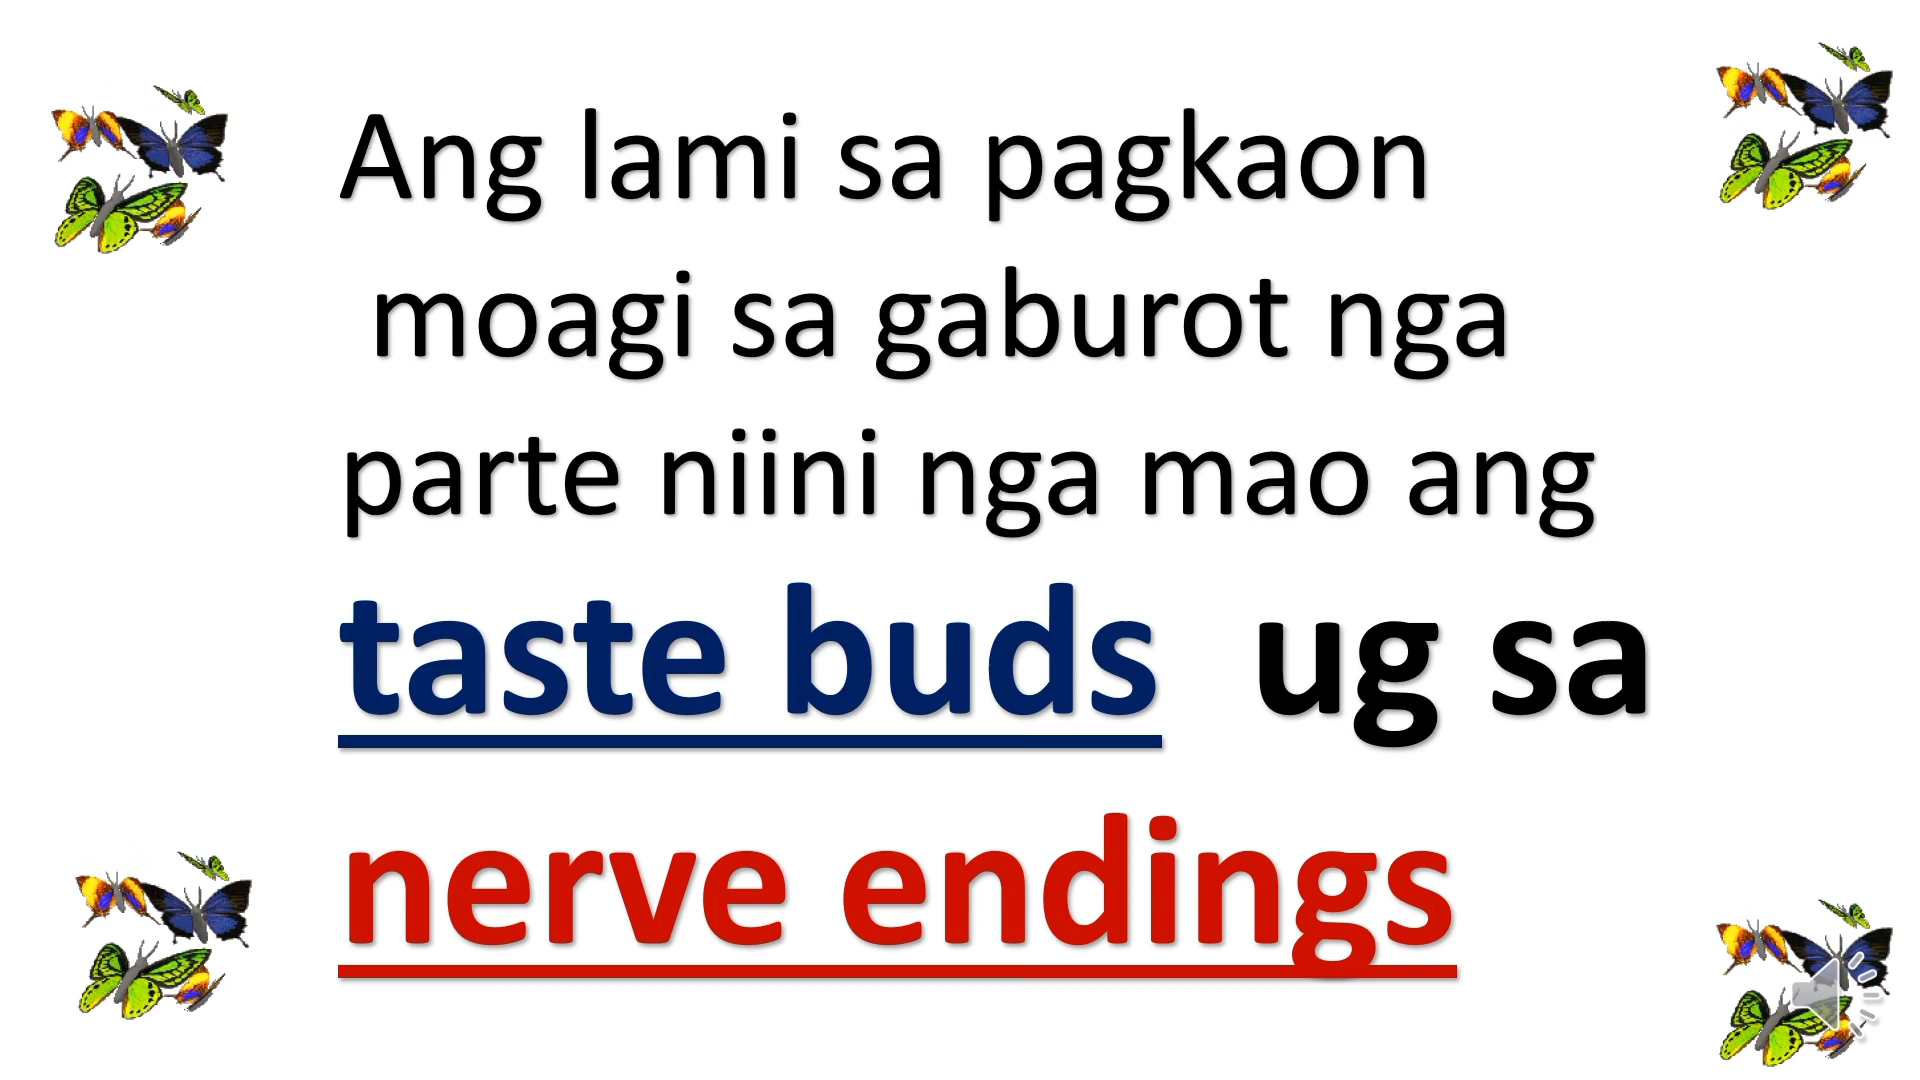 Ang lami sa pagkaon
moagi sa gaburot nga
parte niini nga mao ang
taste buds ug sa
nerve endings